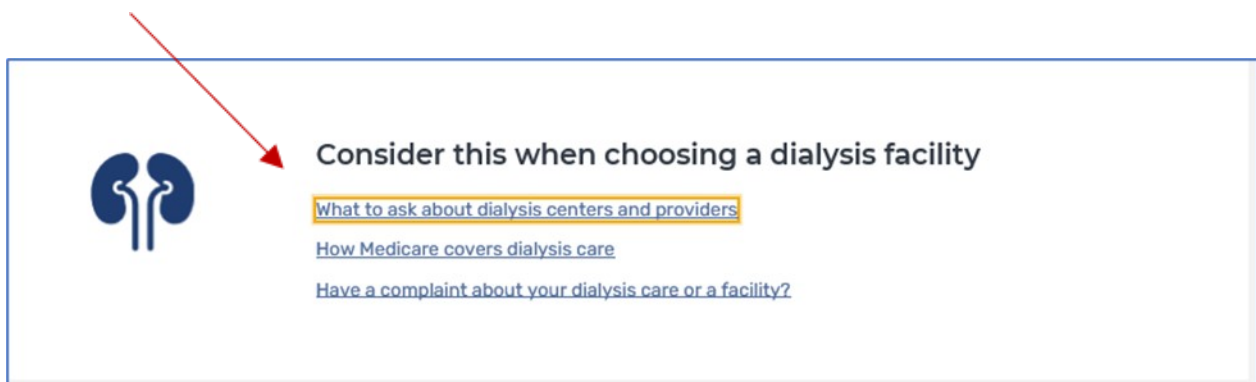 Consider this when choosing a dialysis facility
What to ask about dialysis centers and providers
How Medicare covers dialysis care
Have a complaint about your dialysis care or a facility?